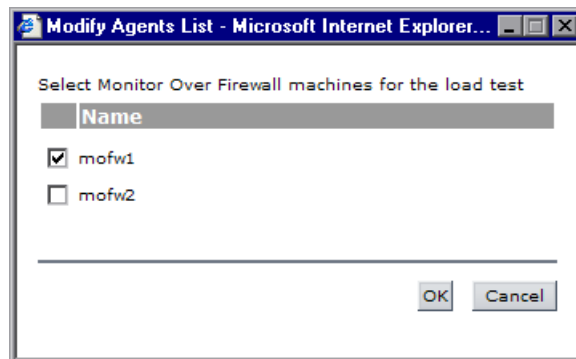 Modify Agents List - Microsoft Internet Explorer...
Select Monitor Over Firewall machines for the load test
Name
mofw1
mofw2
OK Cancel